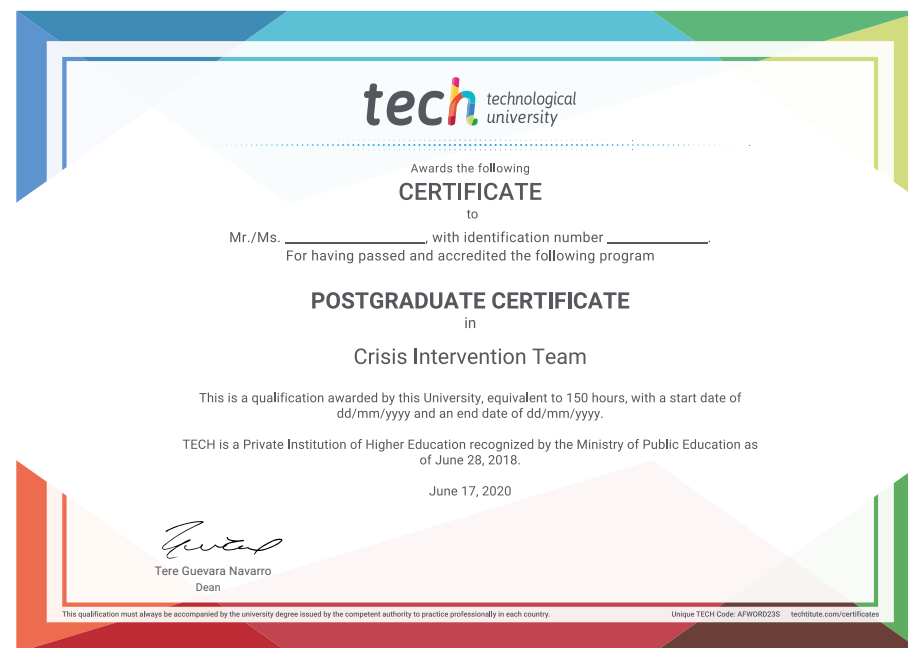 tech technological
university
Awards the following
CERTIFICATE
to
Mr./Ms. ____________________, with identification number ______________.
For having passed and accredited the following program
POSTGRADUATE CERTIFICATE
in
Crisis Intervention Team
This is a qualification awarded by this University, equivalent to 150 hours, with a start date of
dd/mm/yyyy and an end date of dd/mm/yyyy.
TECH is a Private Institution of Higher Education recognized by the Ministry of Public Education as
of June 28, 2018.
June 17, 2020
Tere Guevara Navarro
Dean
This qualification must always be accompanied by the university degree issued by the competent authority to practice professionally in each country. Unique TECH Code: AFWORD23S techtitute.com/certificates